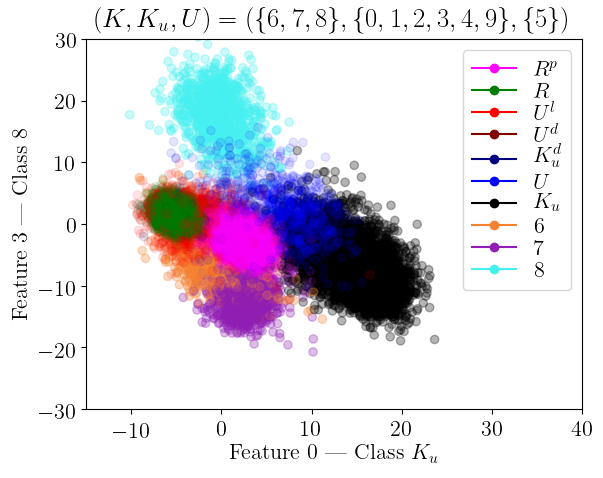 (K, K_u, U) = ({6, 7, 8}, {0, 1, 2, 3, 4, 9}, {5})
30
20
10
0
−10
−20
−30
Feature 3 — Class 8
R^p
R
U^l
U^d
K_u^d
U
K_u
6
7
8
−10 0 10 20 30 40
Feature 0 — Class K_u